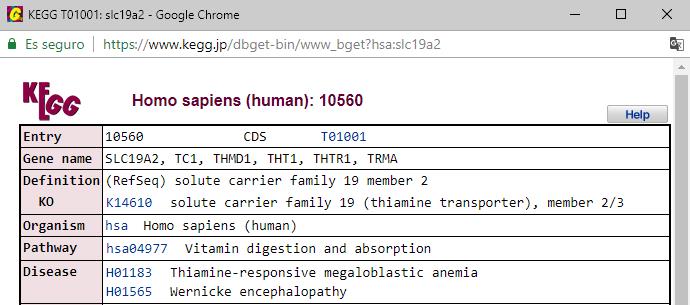 KEGG T01001: slc19a2 - Google Chrome
Es seguro | https://www.kegg.jp/dbget-bin/www_bget?hsa:slc19a2
KEGG
Homo sapiens (human): 10560
Help
Entry 10560 CDS T01001
Gene name SLC19A2, TC1, THMD1, THT1, THTR1, TRMA
Definition (RefSeq) solute carrier family 19 member 2
KO K14610 solute carrier family 19 (thiamine transporter), member 2/3
Organism hsa Homo sapiens (human)
Pathway hsa04977 Vitamin digestion and absorption
Disease H01183 Thiamine-responsive megaloblastic anemia
H01565 Wernicke encephalopathy